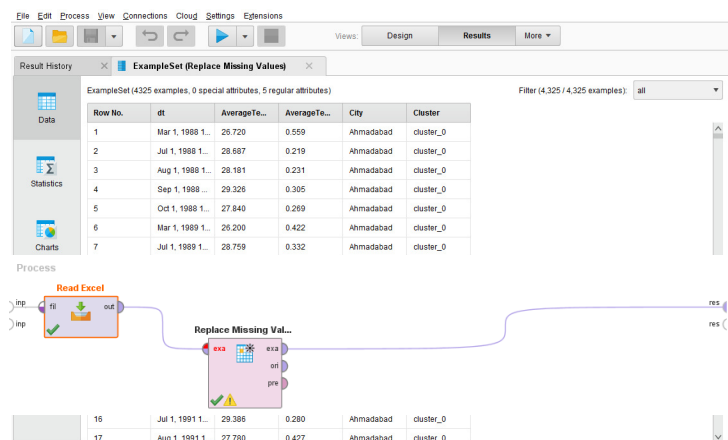 File Edit Process View Connections Cloud Settings Extensions
Views: Design Results More
Result History ExampleSet (Replace Missing Values)
ExampleSet (4325 examples, 0 special attributes, 5 regular attributes) Filter (4,325 / 4,325 examples): all
Data
Statistics
Charts
Row No. dt AverageTe... AverageTe... City Cluster
1 Mar 1, 1988 1... 26.720 0.559 Ahmadabad cluster_0
2 Jul 1, 1988 1... 28.687 0.219 Ahmadabad cluster_0
3 Aug 1, 1988 1... 28.181 0.231 Ahmadabad cluster_0
4 Sep 1, 1988 ... 29.326 0.305 Ahmadabad cluster_0
5 Oct 1, 1988 1... 27.840 0.269 Ahmadabad cluster_0
6 Mar 1, 1989 1... 26.200 0.422 Ahmadabad cluster_0
7 Jul 1, 1989 1... 28.759 0.332 Ahmadabad cluster_0
Process
Read Excel
inp fil out res
inp res
Replace Missing Val...
exa exa
ori
pre
16 Jul 1, 1991 1... 29.386 0.280 Ahmadabad cluster_0
17 Aug 1, 1991 1... 27.780 0.427 Ahmadabad cluster_0